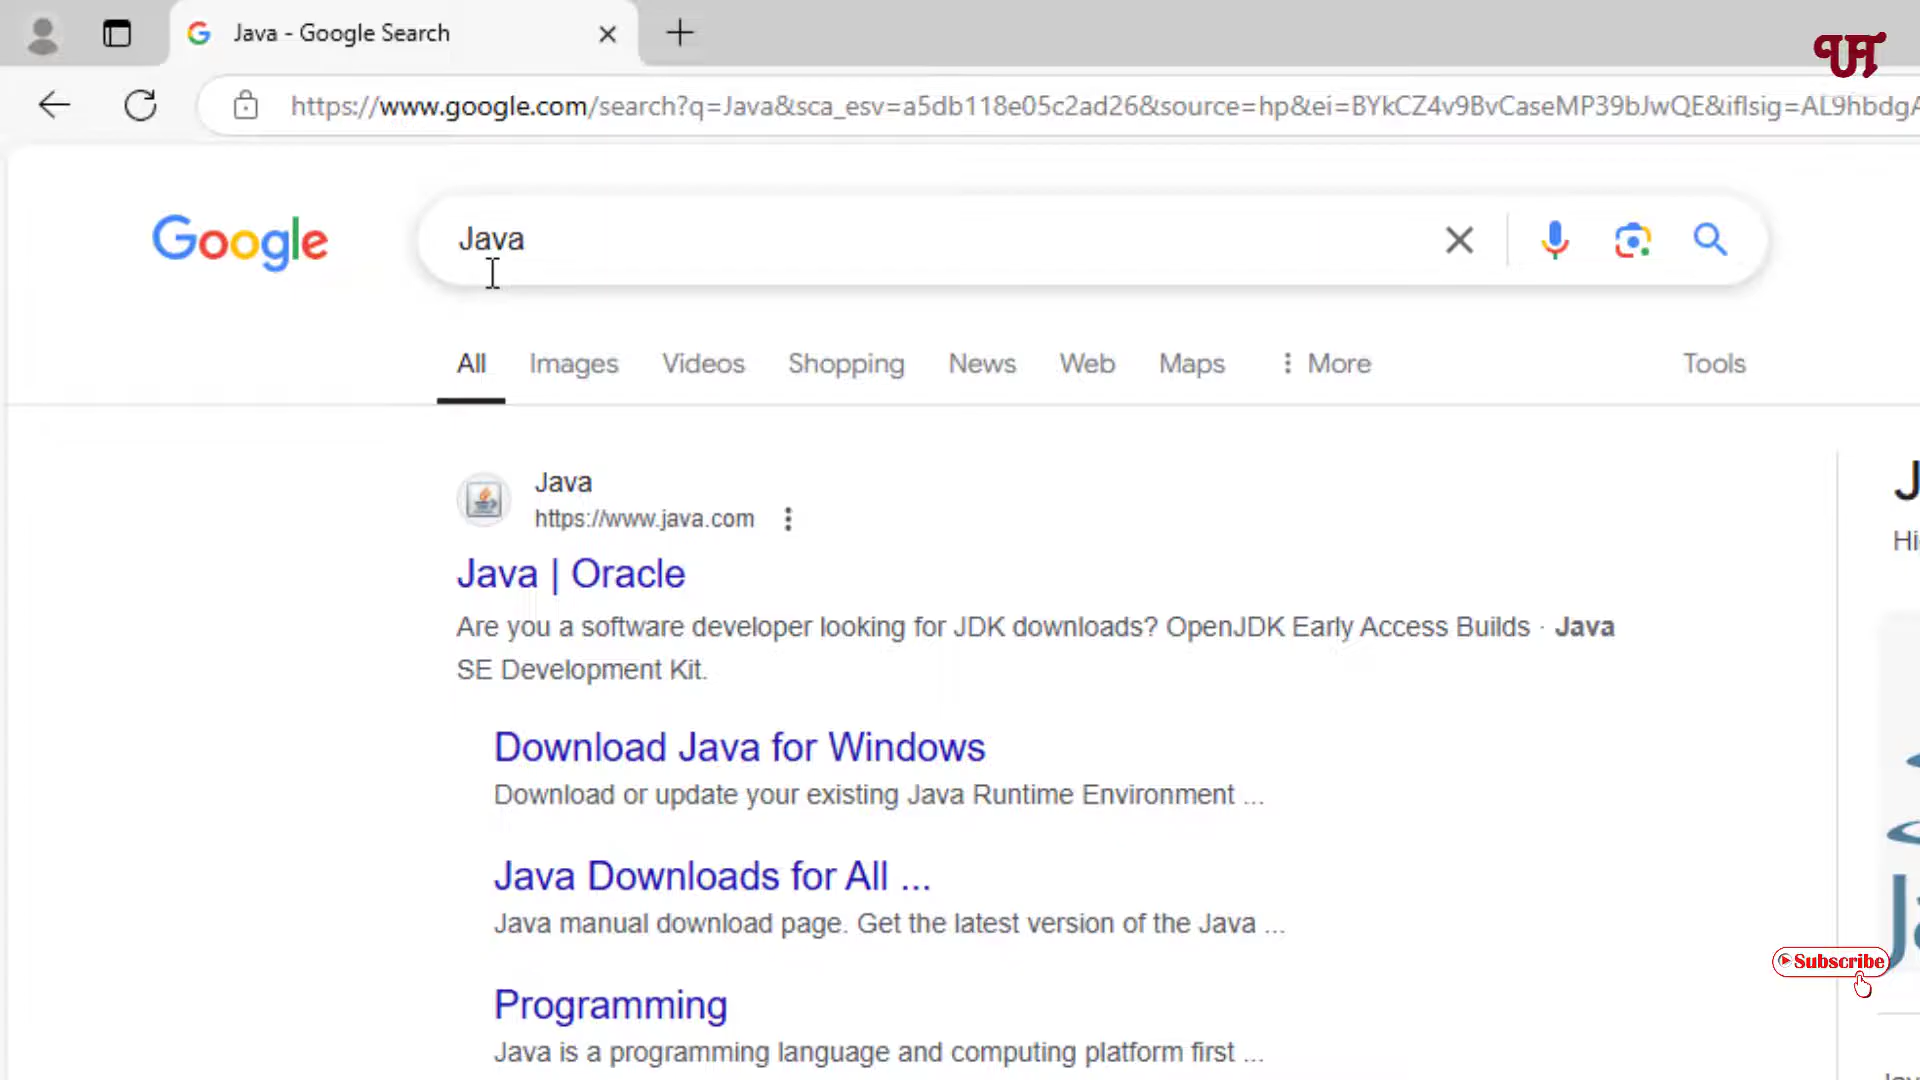 Java - Google Search
https://www.google.com/search?q=Java&sca_esv=a5db118e05c2ad26&source=hp&ei=BYkCZ4v9BvCaseMP39bJwQE&iflsig=AL9hbdgA
Google
Java
All Images Videos Shopping News Web Maps More Tools
Java
https://www.java.com
Java | Oracle
Are you a software developer looking for JDK downloads? OpenJDK Early Access Builds · Java
SE Development Kit.
Download Java for Windows
Download or update your existing Java Runtime Environment ...
Java Downloads for All ...
Java manual download page. Get the latest version of the Java ...
Programming
Java is a programming language and computing platform first ...
J
Hi
Subscribe